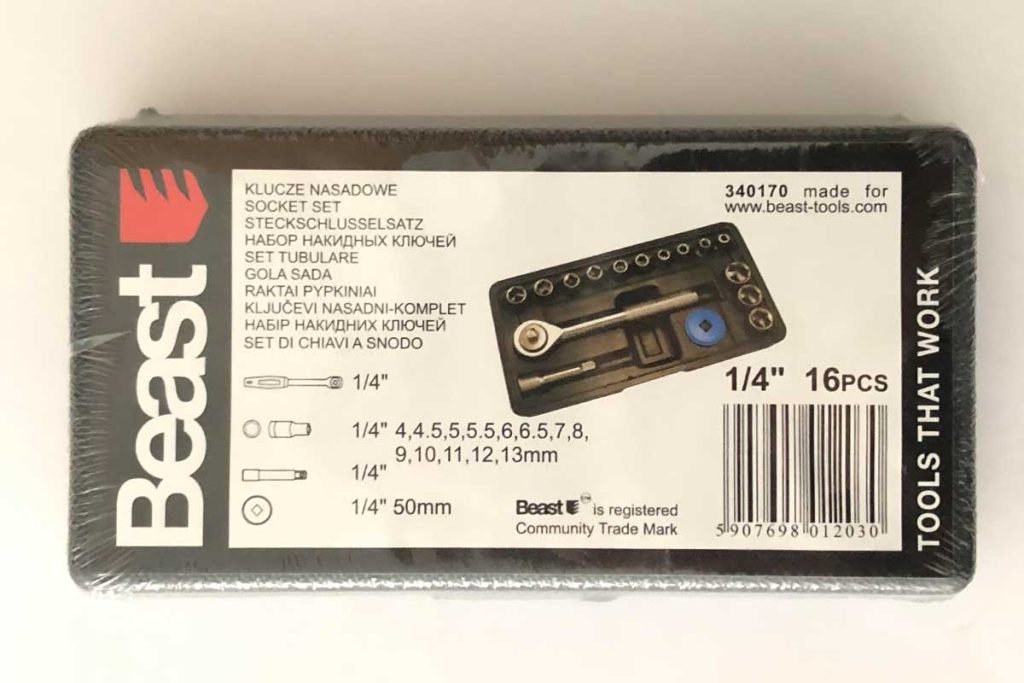 Beast
KLUCZE NASADOWE
SOCKET SET
STECKSCHLUSSELSATZ
НАБОР НАКИДНЫХ КЛЮЧЕЙ
SET TUBULARE
GOLA SADA
RAKTAI PYPKINIAI
KLJUČEVI NASADNI-KOMPLET
НАБІР НАКИДНИХ КЛЮЧЕЙ
SET DI CHIAVI A SNODO
1/4"
1/4" 4,4.5,5,5.5,6,6.5,7,8,
9,10,11,12,13mm
1/4"
1/4" 50mm
340170 made for
www.beast-tools.com
1/4" 16PCS
Beast is registered
Community Trade Mark
5907698 012030
TOOLS THAT WORK